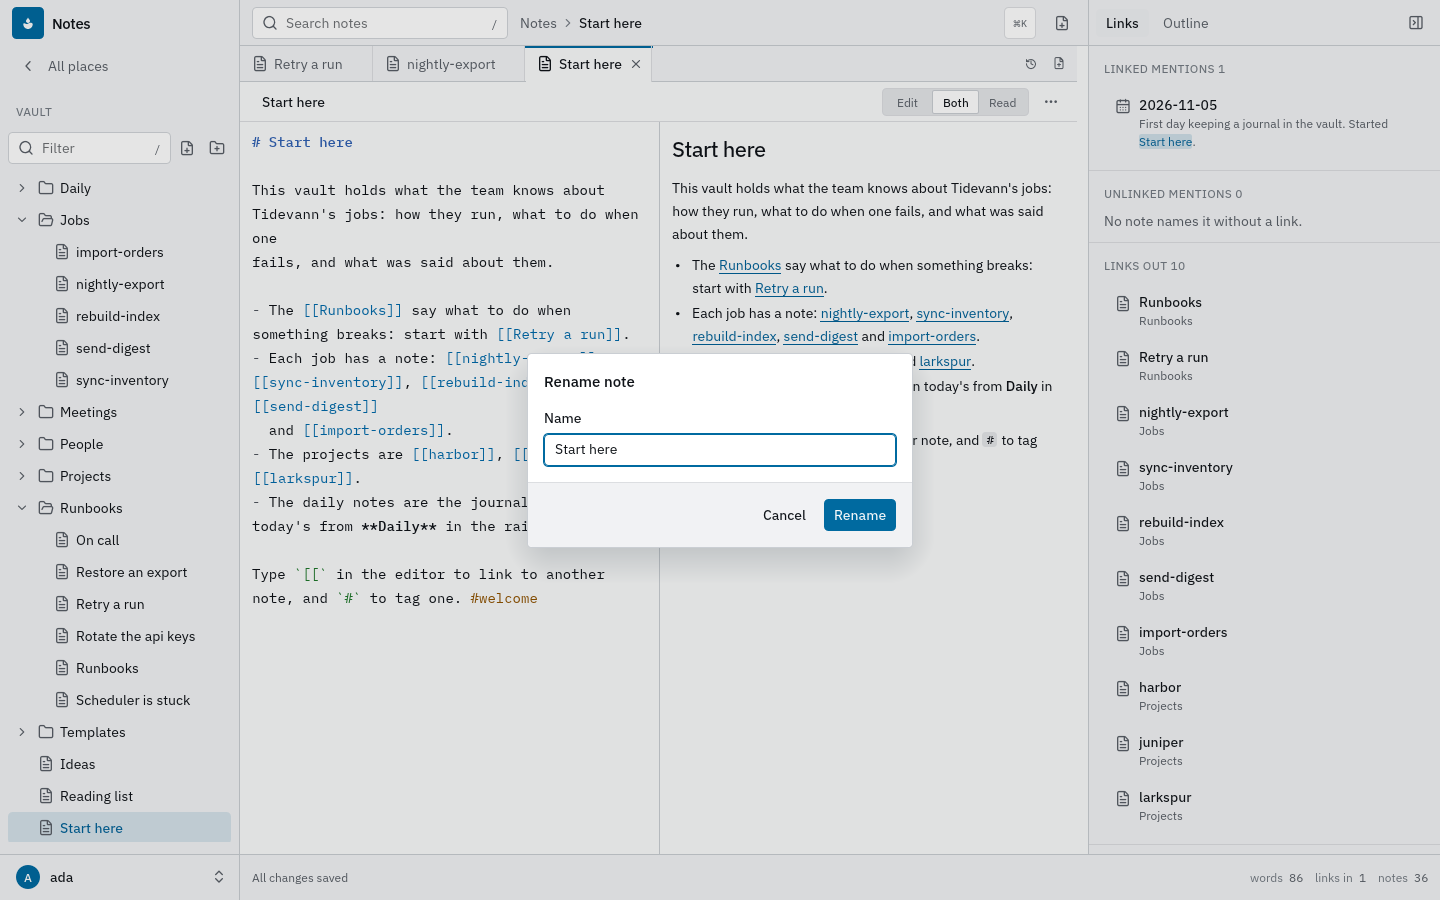 Notes
All places
VAULT
Filter /
Daily
Jobs
import-orders
nightly-export
rebuild-index
send-digest
sync-inventory
Meetings
People
Projects
Runbooks
On call
Restore an export
Retry a run
Rotate the api keys
Runbooks
Scheduler is stuck
Templates
Ideas
Reading list
Start here
A ada
Search notes /
Notes > Start here
⌘K
Retry a run
nightly-export
Start here
Start here
Edit Both Read
# Start here
This vault holds what the team knows about
Tidevann's jobs: how they run, what to do when
one
fails, and what was said about them.
- The [[Runbooks]] say what to do when
something breaks: start with [[Retry a run]].
- Each job has a note: [[nightly-
[[sync-inventory]], [[rebuild-ind
[[send-digest]]
and [[import-orders]].
- The projects are [[harbor]], [[
[[larkspur]].
- The daily notes are the journal
today's from **Daily** in the rai
Type `[[` in the editor to link to another
note, and `#` to tag one. #welcome
Start here
This vault holds what the team knows about Tidevann's jobs:
how they run, what to do when one fails, and what was said
about them.
• The Runbooks say what to do when something breaks:
start with Retry a run.
• Each job has a note: nightly-export, sync-inventory,
rebuild-index, send-digest and import-orders.
larkspur.
n today's from Daily in
r note, and # to tag
Rename note
Name
Start here
Cancel
Rename
Links
Outline
LINKED MENTIONS 1
2026-11-05
First day keeping a journal in the vault. Started
Start here.
UNLINKED MENTIONS 0
No note names it without a link.
LINKS OUT 10
Runbooks
Runbooks
Retry a run
Runbooks
nightly-export
Jobs
sync-inventory
Jobs
rebuild-index
Jobs
send-digest
Jobs
import-orders
Jobs
harbor
Projects
juniper
Projects
larkspur
Projects
All changes saved
words 86 links in 1 notes 36